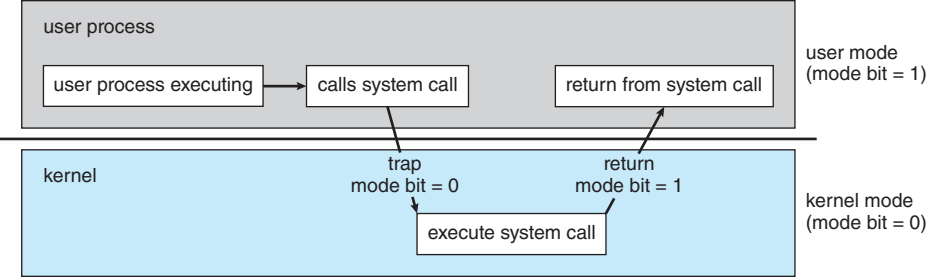 user process
user process executing
calls system call
return from system call
user mode
(mode bit = 1)
kernel
trap
mode bit = 0
return
mode bit = 1
execute system call
kernel mode
(mode bit = 0)